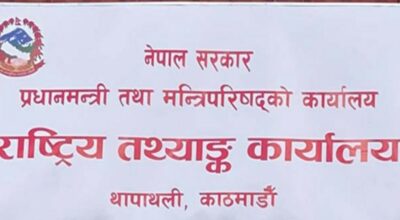 नेपाल सरकार
प्रधानमन्त्री तथा मन्त्रिपरिषद्को कार्यालय
राष्ट्रिय तथ्याङ्क कार्यालय
थापाथली, काठमाडौँ